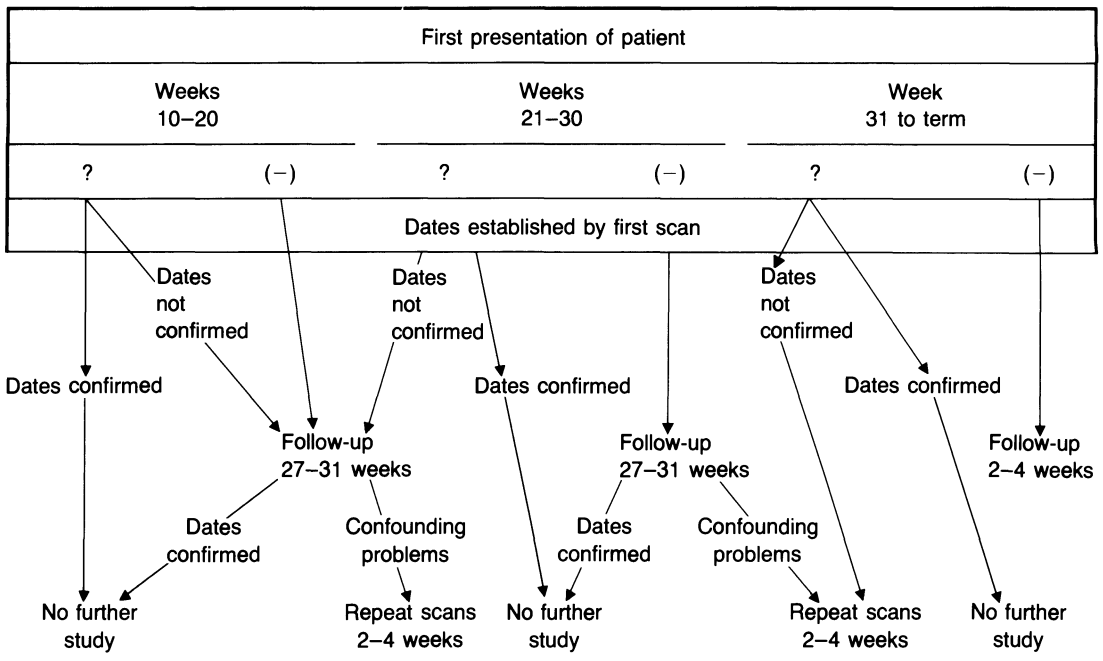 First presentation of patient
Weeks
10–20
Weeks
21–30
Week
31 to term
? (–) ? (–) ? (–)
Dates established by first scan
Dates
not
confirmed
Dates
not
confirmed
Dates
not
confirmed
Dates confirmed
Dates confirmed
Dates confirmed
Follow-up
27–31 weeks
Follow-up
27–31 weeks
Follow-up
2–4 weeks
Dates
confirmed
Confounding
problems
Dates
confirmed
Confounding
problems
No further
study
Repeat scans
2–4 weeks
No further
study
Repeat scans
2–4 weeks
No further
study